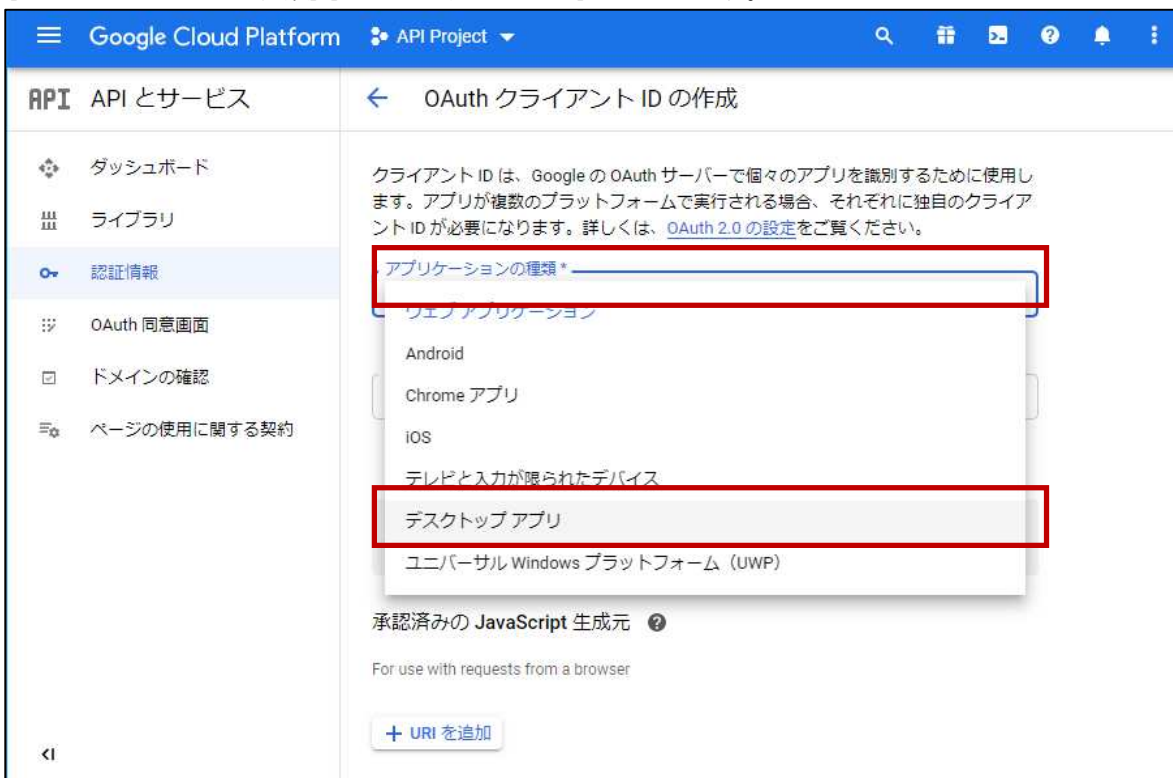 Google Cloud Platform
API Project
API API とサービス
OAuth クライアント ID の作成
ダッシュボード
ライブラリ
認証情報
OAuth 同意画面
ドメインの確認
ページの使用に関する契約
クライアント ID は、Google の OAuth サーバーで個々のアプリを識別するために使用し
ます。アプリが複数のプラットフォームで実行される場合、それぞれに独自のクライア
ント ID が必要になります。詳しくは、OAuth 2.0 の設定をご覧ください。
アプリケーションの種類 *
ウェブ アプリケーション
Android
Chrome アプリ
iOS
テレビと入力が限られたデバイス
デスクトップ アプリ
ユニバーサル Windows プラットフォーム（UWP）
承認済みの JavaScript 生成元
For use with requests from a browser
+ URI を追加